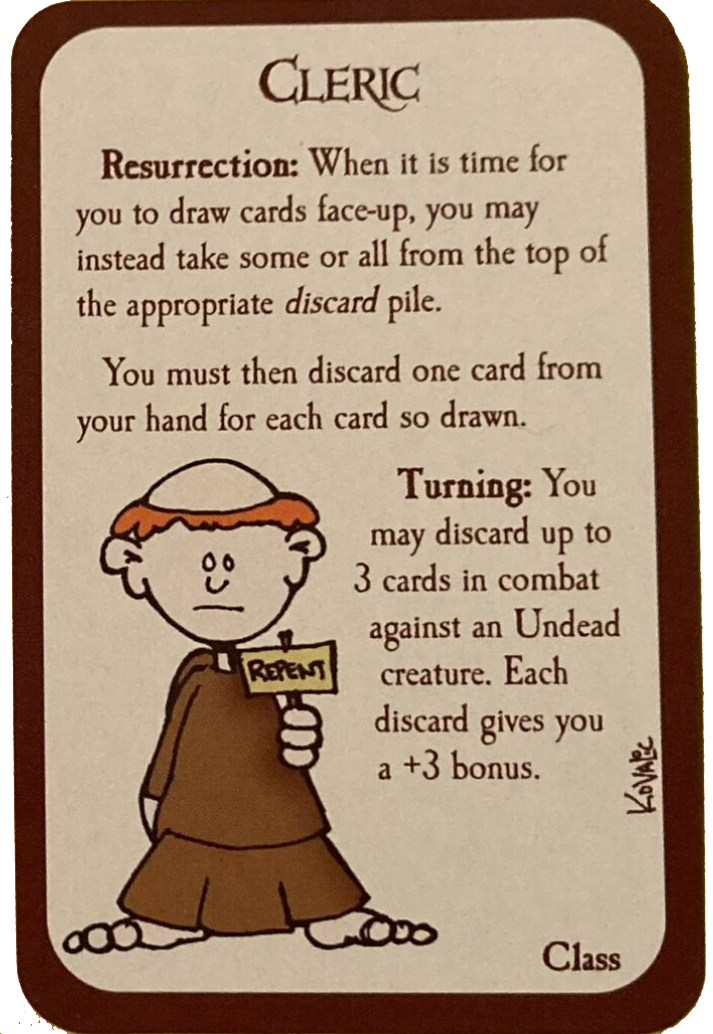 CLERIC
Resurrection: When it is time for
you to draw cards face-up, you may
instead take some or all from the top of
the appropriate discard pile.
You must then discard one card from
your hand for each card so drawn.
Turning: You
may discard up to
3 cards in combat
against an Undead
creature. Each
discard gives you
a +3 bonus.
REPENT
KOVALIC
Class